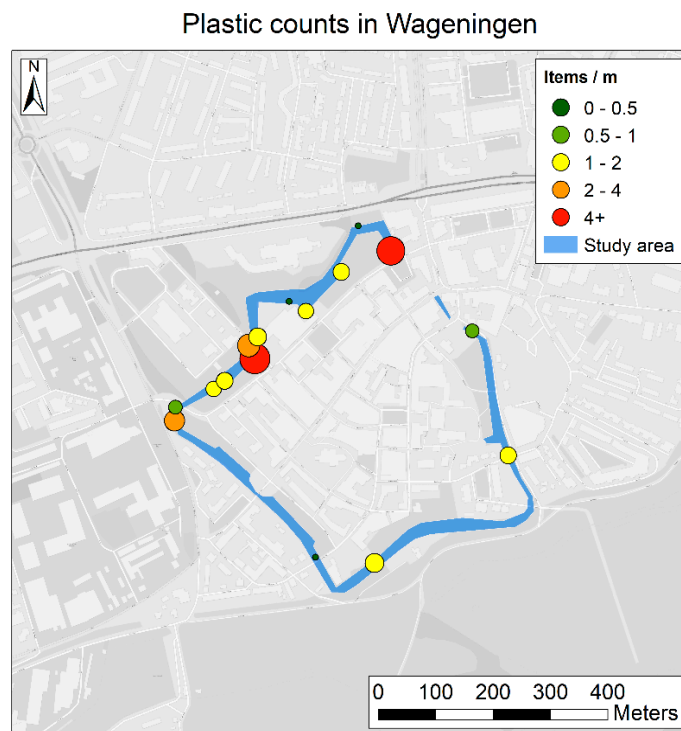 Plastic counts in Wageningen
N
Items / m
0 - 0.5
0.5 - 1
1 - 2
2 - 4
4+
Study area
0 100 200 300 400
Meters